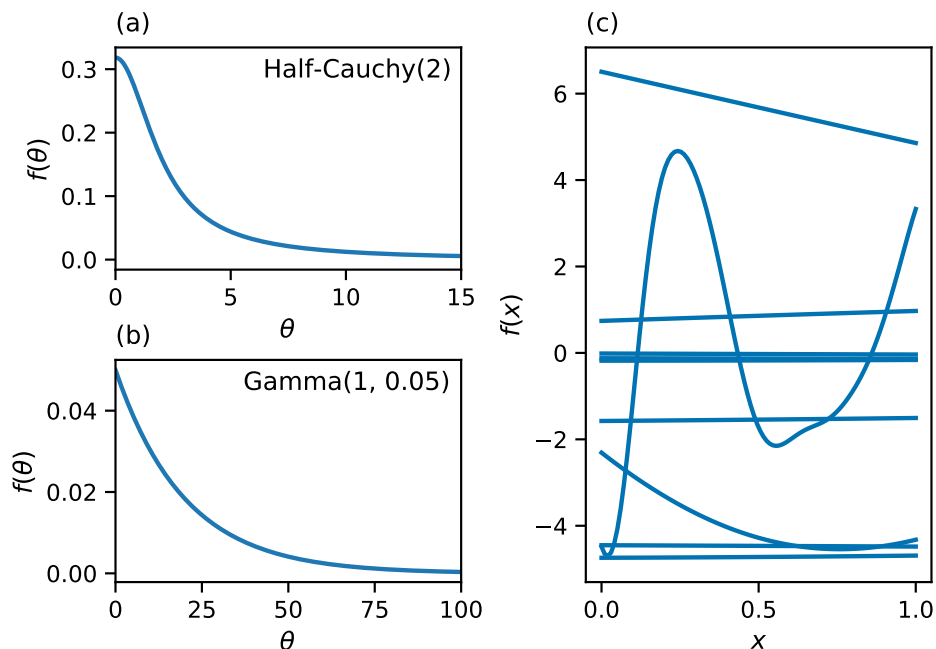 (a)
Half-Cauchy(2)
f(θ)
0.3
0.2
0.1
0.0
0 5 10 15
θ
(b)
Gamma(1, 0.05)
f(θ)
0.04
0.02
0.00
0 25 50 75 100
θ
(c)
f(x)
6
4
2
0
−2
−4
0.0 0.5 1.0
x